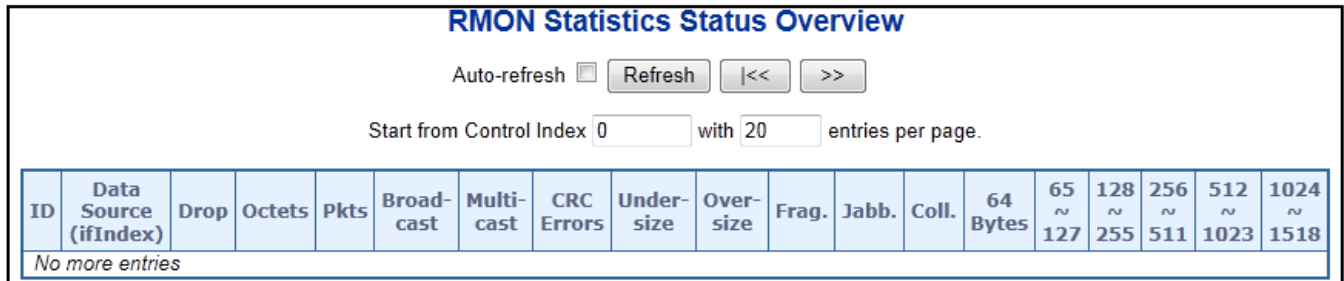 RMON Statistics Status Overview
Auto-refresh Refresh |<< >>
Start from Control Index 0 with 20 entries per page.
ID Data Source (ifIndex) Drop Octets Pkts Broad-cast Multi-cast CRC Errors Under-size Over-size Frag. Jabb. Coll. 64 Bytes 65 ~ 127 128 ~ 255 256 ~ 511 512 ~ 1023 1024 ~ 1518
No more entries